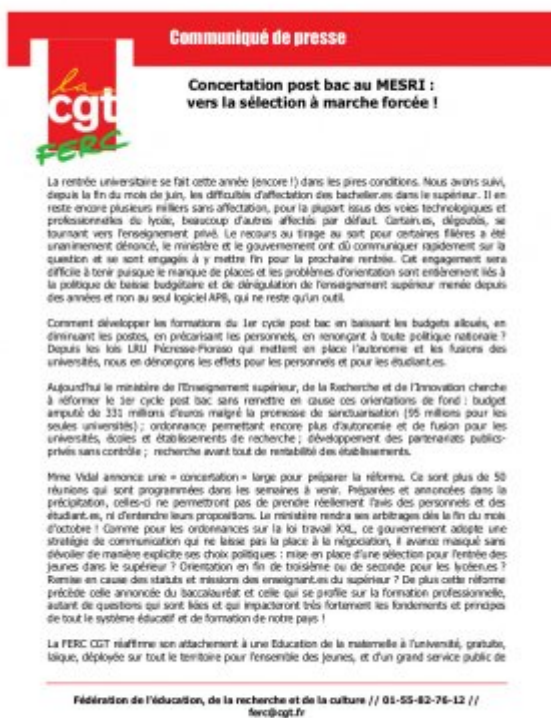 Communiqué de presse
la
cgt
FERC
Concertation post bac au MESRI :
vers la sélection à marche forcée !
La rentrée universitaire se fait cette année (encore !) dans les pires conditions. Nous avons suivi,
depuis la fin du mois de juin, les difficultés d'affectation des bachelier.es dans le supérieur. Il en
reste encore plusieurs milliers sans affectation, pour la plupart issus des voies technologiques et
professionnelles du lycée, beaucoup d'autres affectés par défaut. Certain.es, dégoutés, se
tournant vers l'enseignement privé. Le recours au tirage au sort pour certaines filières a été
unanimement dénoncé, le ministère et le gouvernement ont dû communiquer rapidement sur la
question et se sont engagés à y mettre fin pour la prochaine rentrée. Cet engagement sera
difficile à tenir puisque le manque de places et les problèmes d'orientation sont entièrement liés à
la politique de baisse budgétaire et de dérégulation de l'enseignement supérieur menée depuis
des années et non au seul logiciel APB, qui ne reste qu'un outil.
Comment développer les formations du 1er cycle post bac en baissant les budgets alloués, en
diminuant les postes, en précarisant les personnels, en renonçant à toute politique nationale ?
Depuis les lois LRU Pécresse-Fioraso qui mettent en place l'autonomie et les fusions des
universités, nous en dénonçons les effets pour les personnels et pour les étudiant.es.
Aujourd'hui le ministère de l'Enseignement supérieur, de la Recherche et de l'Innovation cherche
à réformer le 1er cycle post bac sans remettre en cause ces orientations de fond : budget
amputé de 331 millions d'euros malgré la promesse de sanctuarisation (95 millions pour les
seules universités) ; ordonnance permettant encore plus d'autonomie et de fusion pour les
universités, écoles et établissements de recherche ; développement des partenariats publics-
privés sans contrôle ; recherche avant tout de rentabilité des établissements.
Mme Vidal annonce une « concertation » large pour préparer la réforme. Ce sont plus de 50
réunions qui sont programmées dans les semaines à venir. Préparées et annoncées dans la
précipitation, celles-ci ne permettront pas de prendre réellement l'avis des personnels et des
étudiant.es, ni d'entendre leurs propositions. Le ministère rendra ses arbitrages dès la fin du mois
d'octobre ! Comme pour les ordonnances sur la loi travail XXL, ce gouvernement adopte une
stratégie de communication qui ne laisse pas la place à la négociation, il avance masqué sans
dévoiler de manière explicite ses choix politiques : mise en place d'une sélection pour l'entrée des
jeunes dans le supérieur ? Orientation en fin de troisième ou de seconde pour les lycéen.es ?
Remise en cause des statuts et missions des enseignant.es du supérieur ? De plus cette réforme
précède celle annoncée du baccalauréat et celle qui se profile sur la formation professionnelle,
autant de questions qui sont liées et qui impacteront très fortement les fondements et principes
de tout le système éducatif et de formation de notre pays !
La FERC CGT réaffirme son attachement à une Education de la maternelle à l'université, gratuite,
laïque, déployée sur tout le territoire pour l'ensemble des jeunes, et d'un grand service public de
Fédération de l'éducation, de la recherche et de la culture // 01-55-82-76-12 //
ferc@cgt.fr